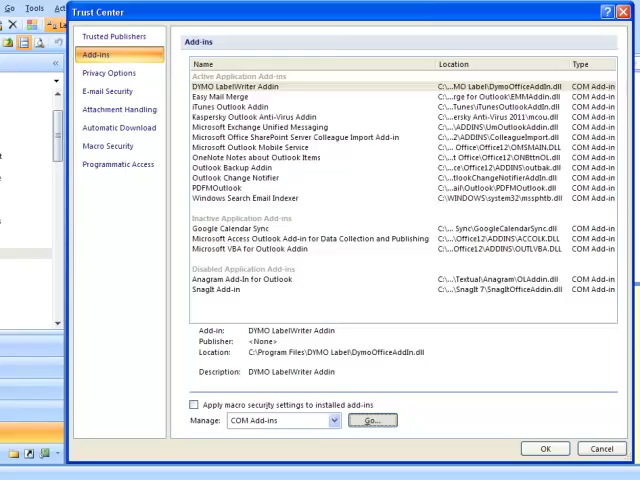 Go Tools Act
Trust Center
Trusted Publishers
Add-ins
Privacy Options
E-mail Security
Attachment Handling
Automatic Download
Macro Security
Programmatic Access
Add-ins
Name Location Type
Active Application Add-ins
DYMO LabelWriter Addin C:\...MO Label\DymoOfficeAddIn.dll COM Add-in
Easy Mail Merge C:\...rge for Outlook\EMMAddin.dll COM Add-in
iTunes Outlook Addin C:\...Tunes\iTunesOutlookAddin.dll COM Add-in
Kaspersky Outlook Anti-Virus Addin C:\...ersky Anti-Virus 2011\mcou.dll COM Add-in
Microsoft Exchange Unified Messaging C:\...\ADDINS\UmOutlookAddin.dll COM Add-in
Microsoft Office SharePoint Server Colleague Import Add-in C:\...2\ADDINS\ColleagueImport.dll COM Add-in
Microsoft Outlook Mobile Service C:\...Office\Office12\OMSMAIN.DLL COM Add-in
OneNote Notes about Outlook Items C:\...t Office\Office12\ONBttnOL.dll COM Add-in
Outlook Backup Addin C:\...ce\Office12\ADDINS\outbak.dll COM Add-in
Outlook Change Notifier C:\...tlookChangeNotifierAddIn.dll COM Add-in
PDFMOutlook C:\...ail\Outlook\PDFMOutlook.dll COM Add-in
Windows Search Email Indexer C:\WINDOWS\system32\mssphtb.dll COM Add-in
Inactive Application Add-ins
Google Calendar Sync C:\... Sync\GoogleCalendarSync.dll COM Add-in
Microsoft Access Outlook Add-in for Data Collection and Publishing C:\...Office12\ADDINS\ACCOLK.DLL COM Add-in
Microsoft VBA for Outlook Addin C:\...ffice12\ADDINS\OUTLVBA.DLL COM Add-in
Disabled Application Add-ins
Anagram Add-In for Outlook C:\...\Textual\Anagram\OLAddin.dll COM Add-in
SnagIt Add-in C:\...\SnagIt 7\SnagItOfficeAddin.dll COM Add-in
Add-in: DYMO LabelWriter Addin
Publisher: <None>
Location: C:\Program Files\DYMO Label\DymoOfficeAddIn.dll
Description: DYMO LabelWriter Addin
Apply macro security settings to installed add-ins
Manage: COM Add-ins Go...
OK Cancel